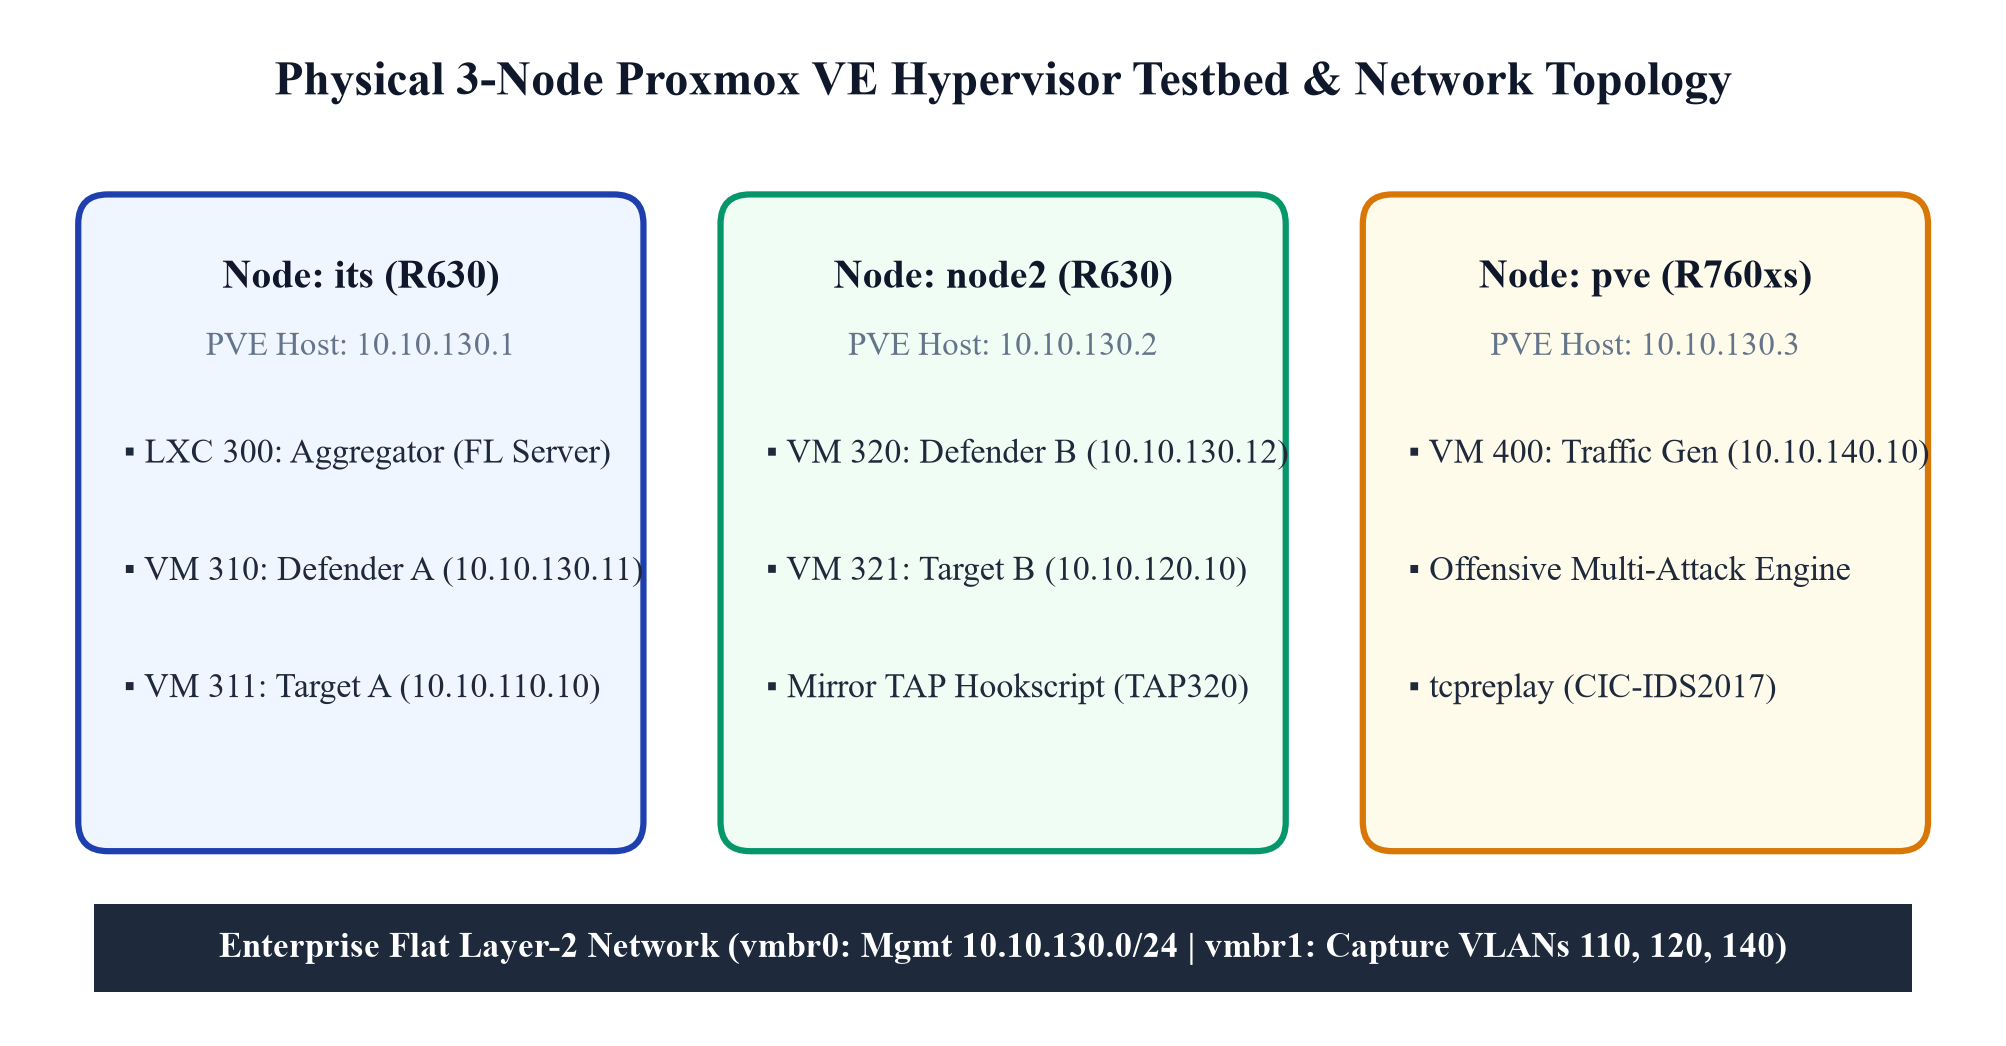 Physical 3-Node Proxmox VE Hypervisor Testbed & Network Topology
Node: its (R630)
PVE Host: 10.10.130.1
▪ LXC 300: Aggregator (FL Server)
▪ VM 310: Defender A (10.10.130.11)
▪ VM 311: Target A (10.10.110.10)
Node: node2 (R630)
PVE Host: 10.10.130.2
▪ VM 320: Defender B (10.10.130.12)
▪ VM 321: Target B (10.10.120.10)
▪ Mirror TAP Hookscript (TAP320)
Node: pve (R760xs)
PVE Host: 10.10.130.3
▪ VM 400: Traffic Gen (10.10.140.10)
▪ Offensive Multi-Attack Engine
▪ tcpreplay (CIC-IDS2017)
Enterprise Flat Layer-2 Network (vmbr0: Mgmt 10.10.130.0/24 | vmbr1: Capture VLANs 110, 120, 140)